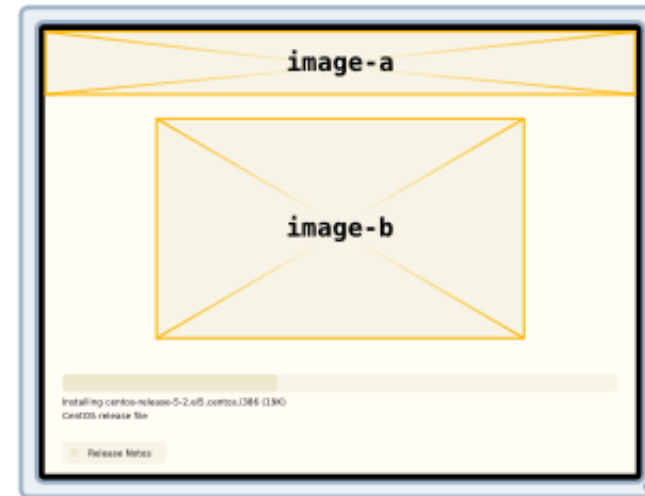 image-a
image-b
Installing centos-release-5-2.el5.centos.i386 (19K)
CentOS release file
Release Notes